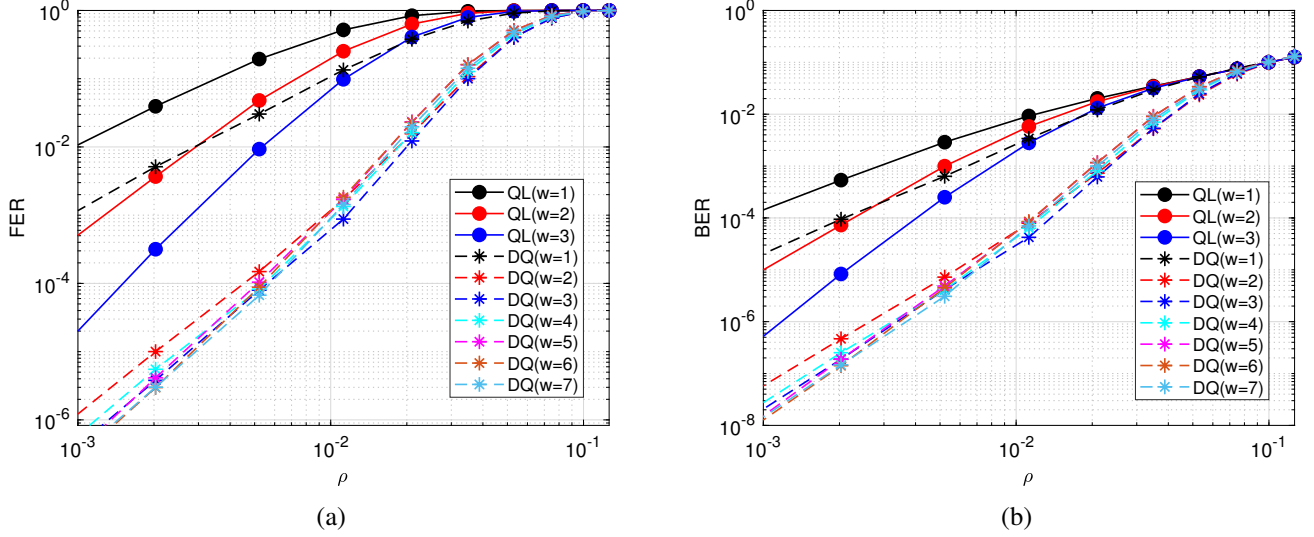 10^0
10^-2
10^-4
10^-6
FER
QL(w=1)
QL(w=2)
QL(w=3)
DQ(w=1)
DQ(w=2)
DQ(w=3)
DQ(w=4)
DQ(w=5)
DQ(w=6)
DQ(w=7)
10^-3
10^-2
10^-1
ρ
(a)
10^0
10^-2
10^-4
10^-6
10^-8
BER
QL(w=1)
QL(w=2)
QL(w=3)
DQ(w=1)
DQ(w=2)
DQ(w=3)
DQ(w=4)
DQ(w=5)
DQ(w=6)
DQ(w=7)
10^-3
10^-2
10^-1
ρ
(b)